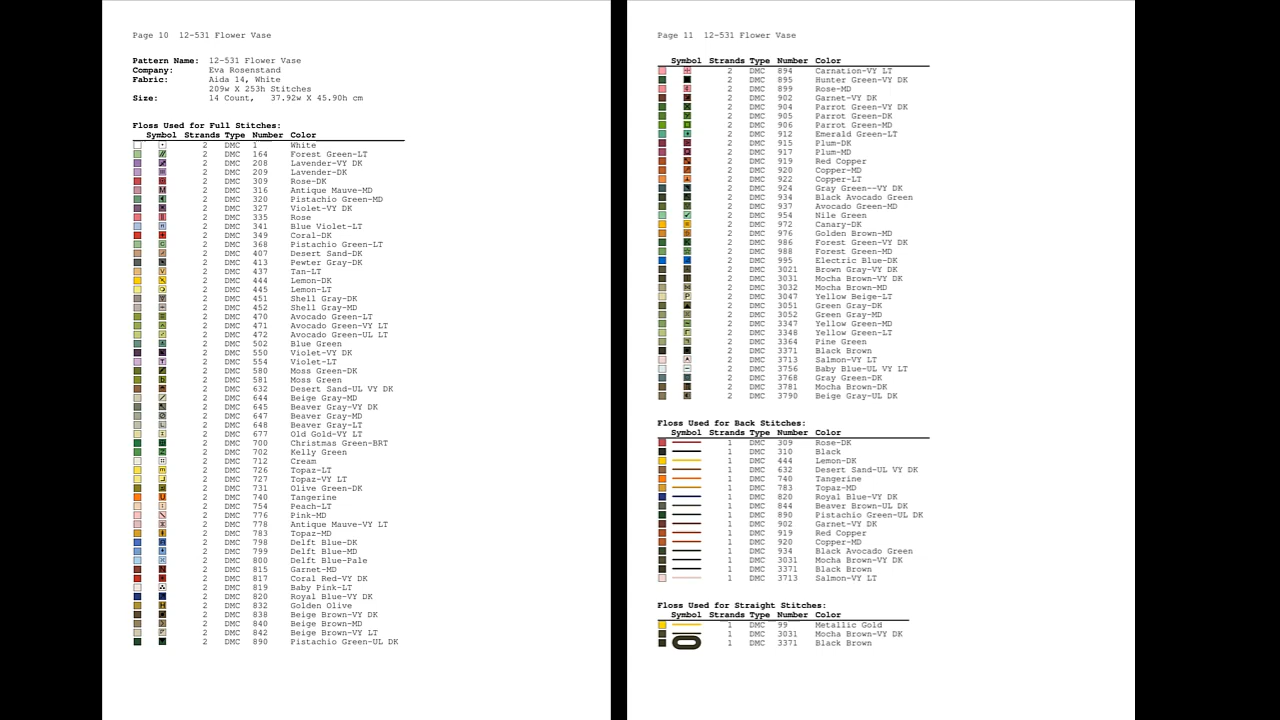 Page 10  12-531 Flower Vase
Pattern Name:  12-531 Flower Vase
Company:  Eva Rosenstand
Fabric:  Aida 14, White
209w X 253h Stitches
Size:  14 Count,  37.92w X 45.90h cm
Floss Used for Full Stitches:
Symbol  Strands  Type  Number  Color
2  DMC  1  White
2  DMC  164  Forest Green-LT
2  DMC  208  Lavender-VY DK
2  DMC  209  Lavender-DK
2  DMC  309  Rose-DK
2  DMC  316  Antique Mauve-MD
2  DMC  320  Pistachio Green-MD
2  DMC  327  Violet-VY DK
2  DMC  335  Rose
2  DMC  341  Blue Violet-LT
2  DMC  349  Coral-DK
2  DMC  368  Pistachio Green-LT
2  DMC  407  Desert Sand-DK
2  DMC  413  Pewter Gray-DK
2  DMC  437  Tan-LT
2  DMC  444  Lemon-DK
2  DMC  445  Lemon-LT
2  DMC  451  Shell Gray-DK
2  DMC  452  Shell Gray-MD
2  DMC  470  Avocado Green-LT
2  DMC  471  Avocado Green-VY LT
2  DMC  472  Avocado Green-UL LT
2  DMC  502  Blue Green
2  DMC  550  Violet-VY DK
2  DMC  554  Violet-LT
2  DMC  580  Moss Green-DK
2  DMC  581  Moss Green
2  DMC  632  Desert Sand-UL VY DK
2  DMC  644  Beige Gray-MD
2  DMC  645  Beaver Gray-VY DK
2  DMC  647  Beaver Gray-MD
2  DMC  648  Beaver Gray-LT
2  DMC  677  Old Gold-VY LT
2  DMC  700  Christmas Green-BRT
2  DMC  702  Kelly Green
2  DMC  712  Cream
2  DMC  726  Topaz-LT
2  DMC  727  Topaz-VY LT
2  DMC  731  Olive Green-DK
2  DMC  740  Tangerine
2  DMC  754  Peach-LT
2  DMC  776  Pink-MD
2  DMC  778  Antique Mauve-VY LT
2  DMC  783  Topaz-MD
2  DMC  798  Delft Blue-DK
2  DMC  799  Delft Blue-MD
2  DMC  800  Delft Blue-Pale
2  DMC  815  Garnet-MD
2  DMC  817  Coral Red-VY DK
2  DMC  819  Baby Pink-LT
2  DMC  820  Royal Blue-VY DK
2  DMC  832  Golden Olive
2  DMC  838  Beige Brown-VY DK
2  DMC  840  Beige Brown-MD
2  DMC  842  Beige Brown-VY LT
2  DMC  890  Pistachio Green-UL DK
Page 11  12-531 Flower Vase
Symbol  Strands  Type  Number  Color
2  DMC  894  Carnation-VY LT
2  DMC  895  Hunter Green-VY DK
2  DMC  899  Rose-MD
2  DMC  902  Garnet-VY DK
2  DMC  904  Parrot Green-VY DK
2  DMC  905  Parrot Green-DK
2  DMC  906  Parrot Green-MD
2  DMC  912  Emerald Green-LT
2  DMC  915  Plum-DK
2  DMC  917  Plum-MD
2  DMC  919  Red Copper
2  DMC  920  Copper-MD
2  DMC  922  Copper-LT
2  DMC  924  Gray Green--VY DK
2  DMC  934  Black Avocado Green
2  DMC  937  Avocado Green-MD
2  DMC  954  Nile Green
2  DMC  972  Canary-DK
2  DMC  976  Golden Brown-MD
2  DMC  986  Forest Green-VY DK
2  DMC  988  Forest Green-MD
2  DMC  995  Electric Blue-DK
2  DMC  3021  Brown Gray-VY DK
2  DMC  3031  Mocha Brown-VY DK
2  DMC  3032  Mocha Brown-MD
2  DMC  3047  Yellow Beige-LT
2  DMC  3051  Green Gray-DK
2  DMC  3052  Green Gray-MD
2  DMC  3347  Yellow Green-MD
2  DMC  3348  Yellow Green-LT
2  DMC  3364  Pine Green
2  DMC  3371  Black Brown
2  DMC  3713  Salmon-VY LT
2  DMC  3756  Baby Blue-UL VY LT
2  DMC  3768  Gray Green-DK
2  DMC  3781  Mocha Brown-DK
2  DMC  3790  Beige Gray-UL DK
Floss Used for Back Stitches:
Symbol  Strands  Type  Number  Color
1  DMC  309  Rose-DK
1  DMC  310  Black
1  DMC  444  Lemon-DK
1  DMC  632  Desert Sand-UL VY DK
1  DMC  740  Tangerine
1  DMC  783  Topaz-MD
1  DMC  820  Royal Blue-VY DK
1  DMC  844  Beaver Brown-UL DK
1  DMC  890  Pistachio Green-UL DK
1  DMC  902  Garnet-VY DK
1  DMC  919  Red Copper
1  DMC  920  Copper-MD
1  DMC  934  Black Avocado Green
1  DMC  3031  Mocha Brown-VY DK
1  DMC  3371  Black Brown
1  DMC  3713  Salmon-VY LT
Floss Used for Straight Stitches:
Symbol  Strands  Type  Number  Color
1  DMC  99  Metallic Gold
1  DMC  3031  Mocha Brown-VY DK
1  DMC  3371  Black Brown